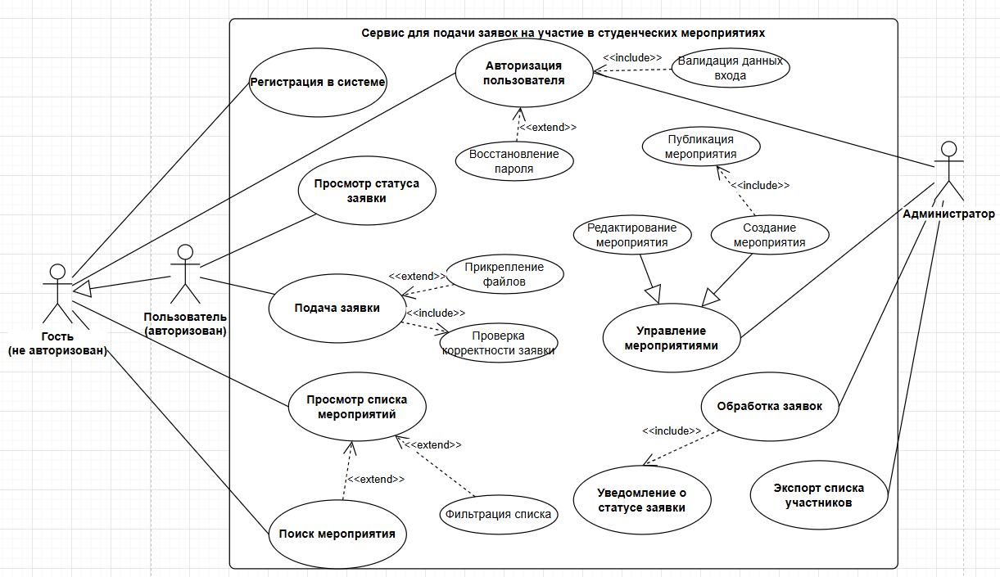 Сервис для подачи заявок на участие в студенческих мероприятиях
Регистрация в системе
Авторизация
пользователя
<<include>>
Валидация данных
входа
<<extend>>
Восстановление
пароля
Публикация
мероприятия
<<include>>
Просмотр статуса
заявки
Администратор
Редактирование
мероприятия
Создание
мероприятия
Прикрепление
файлов
<<extend>>
Подача заявки
<<include>>
Проверка
корректности заявки
Пользователь
(авторизован)
Гость
(не авторизован)
Управление
мероприятиями
Просмотр списка
мероприятий
Обработка заявок
<<include>>
<<extend>>
<<extend>>
Уведомление о
статусе заявки
Экспорт списка
участников
Фильтрация списка
Поиск мероприятия